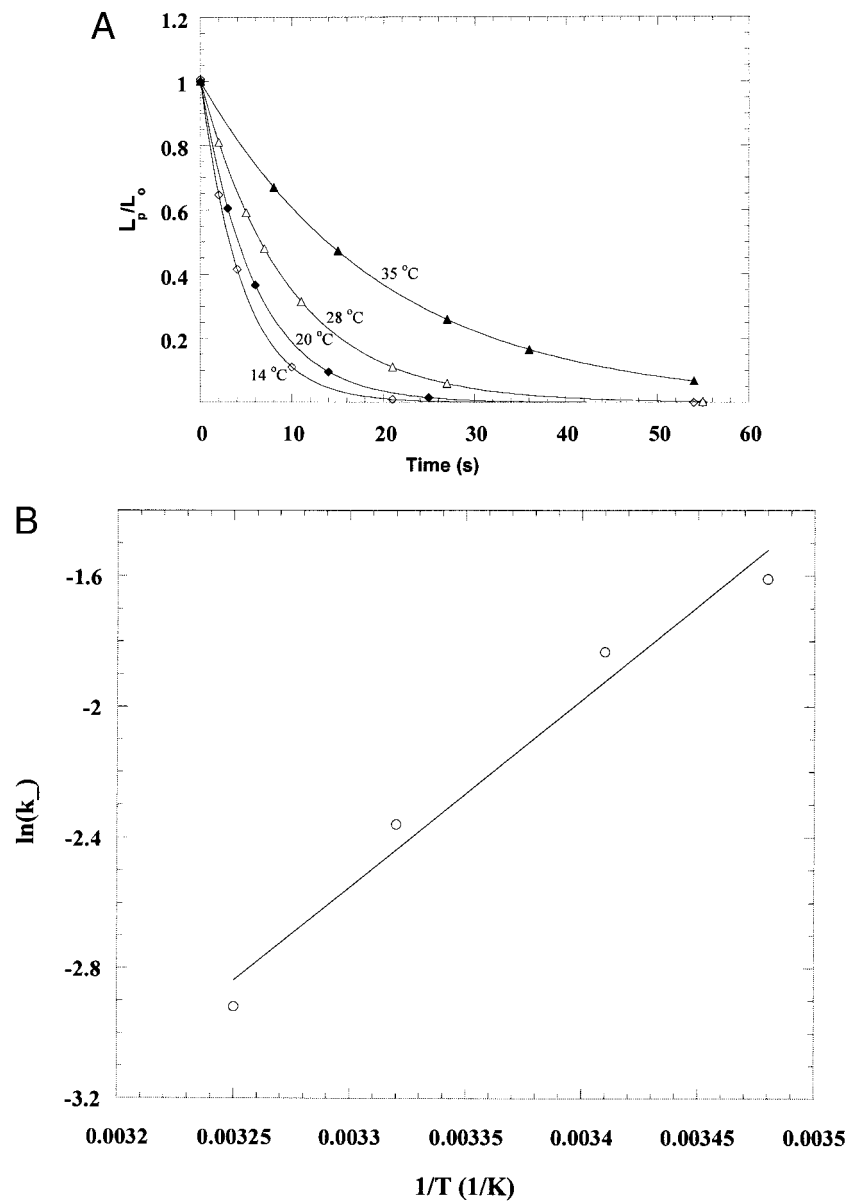 A
1.2
1
0.8
0.6
0.4
0.2
L_p/L_o
35 °C
28 °C
20 °C
14 °C
0 10 20 30 40 50 60
Time (s)
B
-1.6
-2
-2.4
-2.8
-3.2
ln(k_)
0.0032 0.00325 0.0033 0.00335 0.0034 0.00345 0.0035
1/T (1/K)